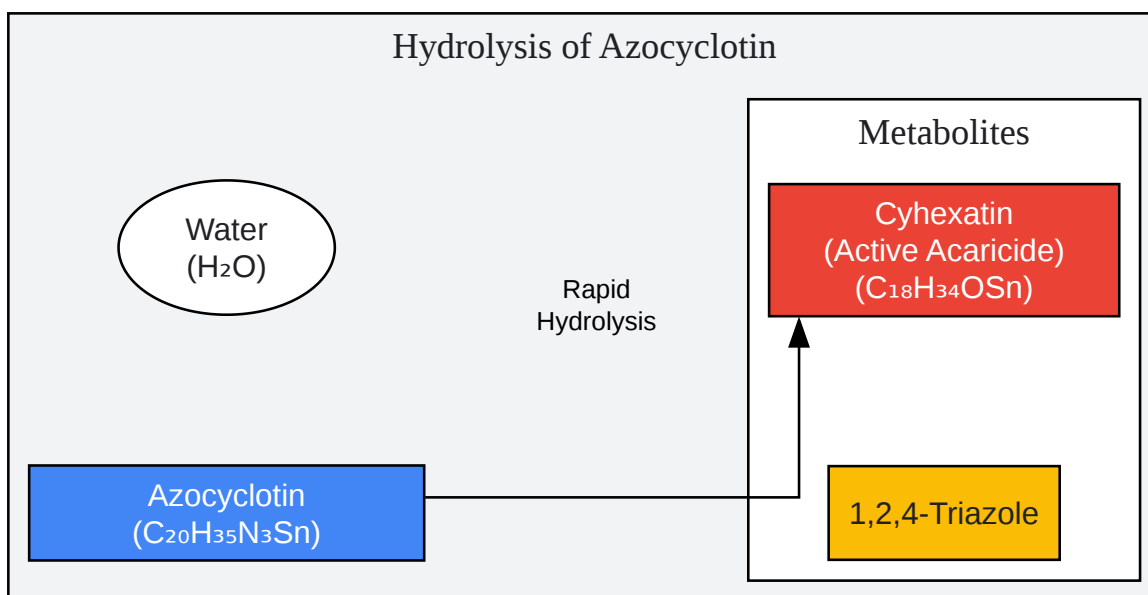 Hydrolysis of Azocyclotin
Metabolites
Water
(H₂O)
Cyhexatin
(Active Acaricide)
(C₁₈H₃₄OSn)
Rapid
Hydrolysis
Azocyclotin
(C₂₀H₃₅N₃Sn)
1,2,4-Triazole